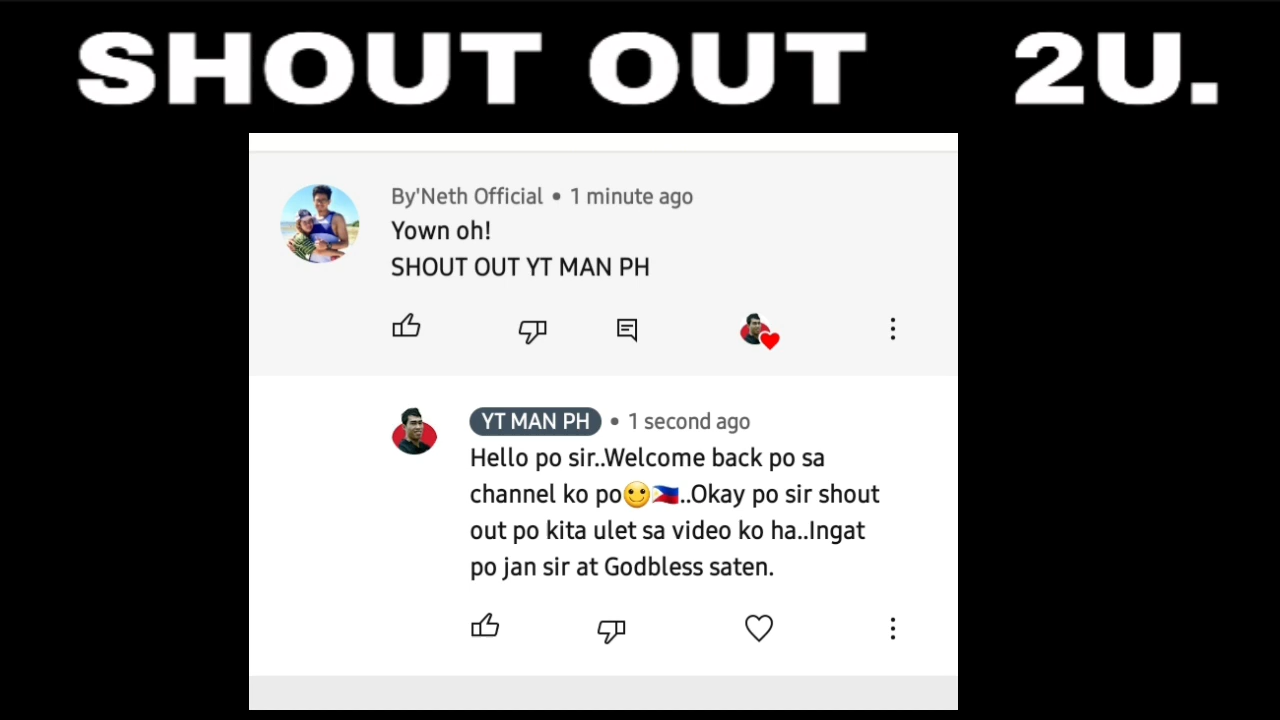 SHOUT OUT 2U.
By'Neth Official • 1 minute ago
Yown oh!
SHOUT OUT YT MAN PH
YT MAN PH • 1 second ago
Hello po sir..Welcome back po sa
channel ko po🙂🇵🇭..Okay po sir shout
out po kita ulet sa video ko ha..Ingat
po jan sir at Godbless saten.